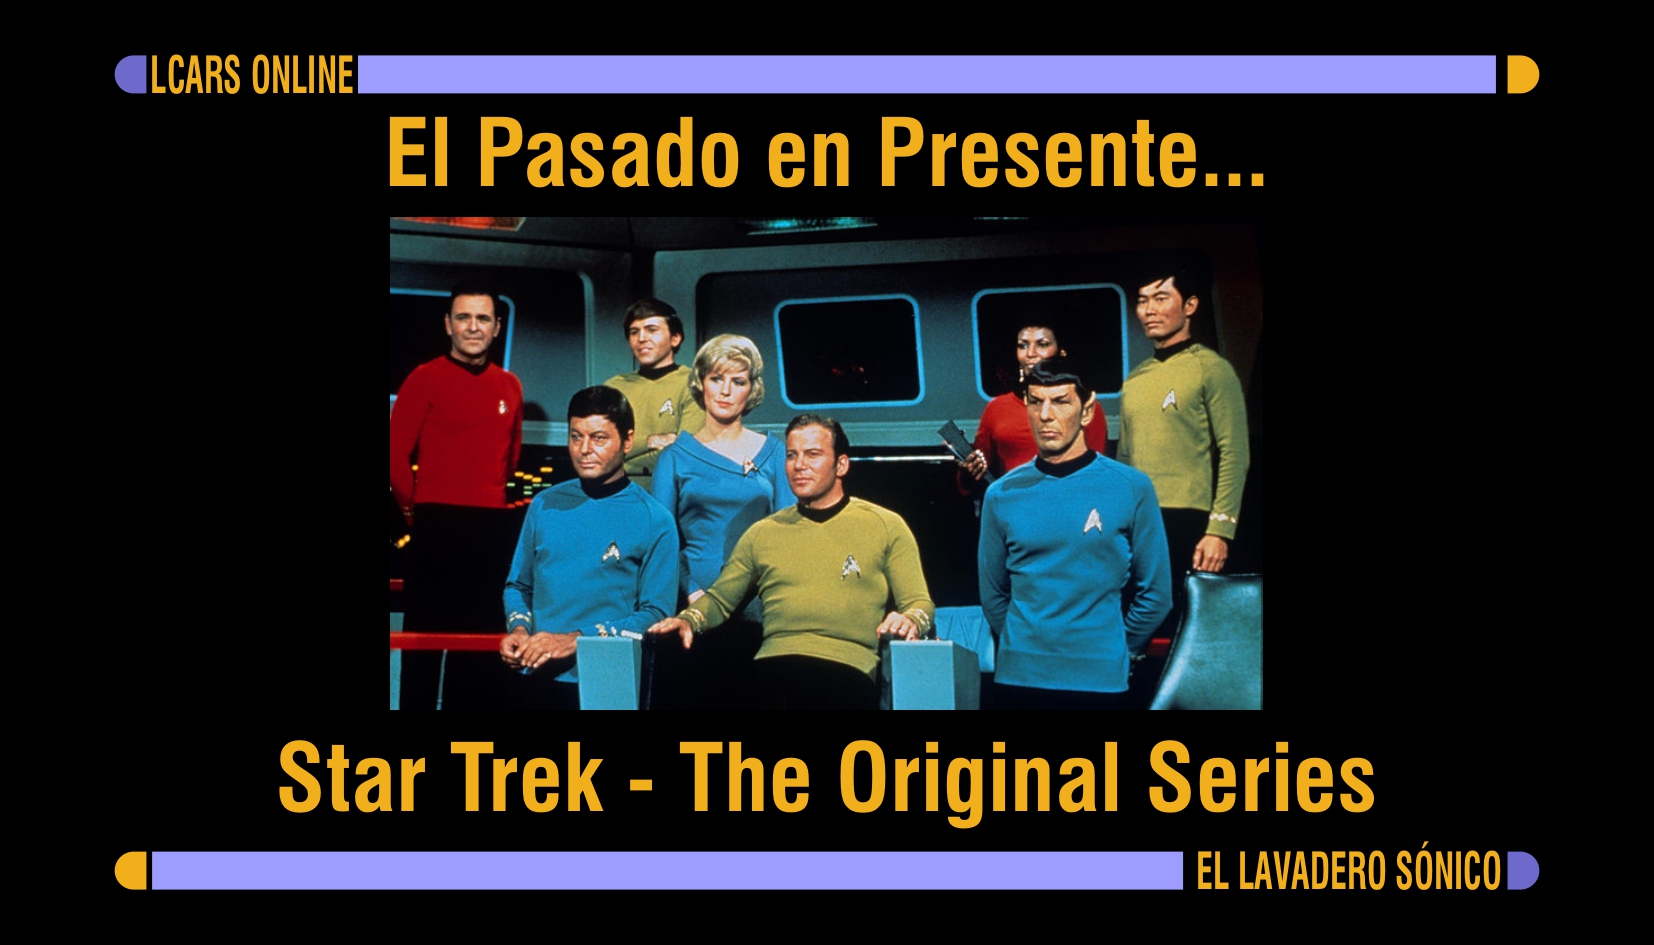 LCARS ONLINE
El Pasado en Presente...
Star Trek - The Original Series
EL LAVADERO SÓNICO